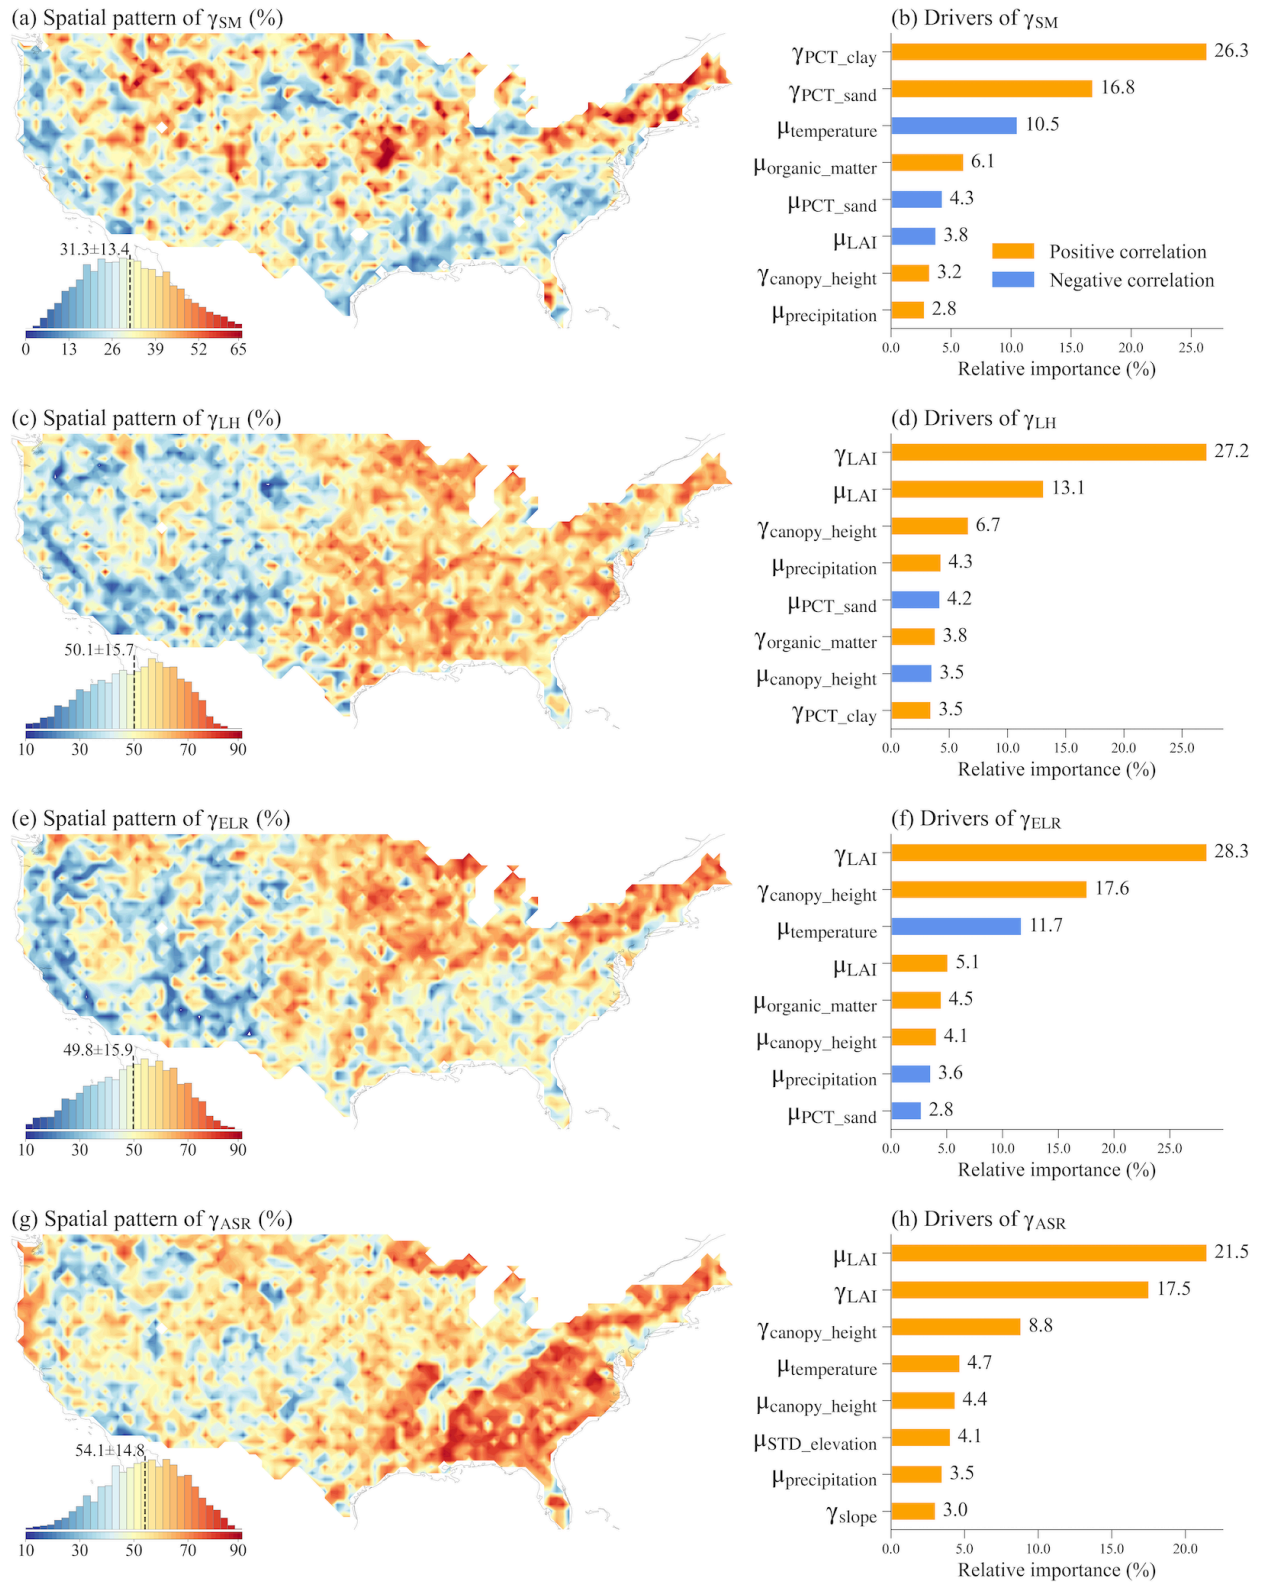 (a) Spatial pattern of γSM (%)
31.3±13.4
0 13 26 39 52 65
(b) Drivers of γSM
γPCT_clay 26.3
γPCT_sand 16.8
μtemperature 10.5
μorganic_matter 6.1
μPCT_sand 4.3
μLAI 3.8
γcanopy_height 3.2
μprecipitation 2.8
Positive correlation
Negative correlation
0.0 5.0 10.0 15.0 20.0 25.0
Relative importance (%)
(c) Spatial pattern of γLH (%)
50.1±15.7
10 30 50 70 90
(d) Drivers of γLH
γLAI 27.2
μLAI 13.1
γcanopy_height 6.7
μprecipitation 4.3
μPCT_sand 4.2
γorganic_matter 3.8
μcanopy_height 3.5
γPCT_clay 3.5
0.0 5.0 10.0 15.0 20.0 25.0
Relative importance (%)
(e) Spatial pattern of γELR (%)
49.8±15.9
10 30 50 70 90
(f) Drivers of γELR
γLAI 28.3
γcanopy_height 17.6
μtemperature 11.7
μLAI 5.1
μorganic_matter 4.5
μcanopy_height 4.1
μprecipitation 3.6
μPCT_sand 2.8
0.0 5.0 10.0 15.0 20.0 25.0
Relative importance (%)
(g) Spatial pattern of γASR (%)
54.1±14.8
10 30 50 70 90
(h) Drivers of γASR
μLAI 21.5
γLAI 17.5
γcanopy_height 8.8
μtemperature 4.7
μcanopy_height 4.4
μSTD_elevation 4.1
μprecipitation 3.5
γslope 3.0
0.0 5.0 10.0 15.0 20.0
Relative importance (%)